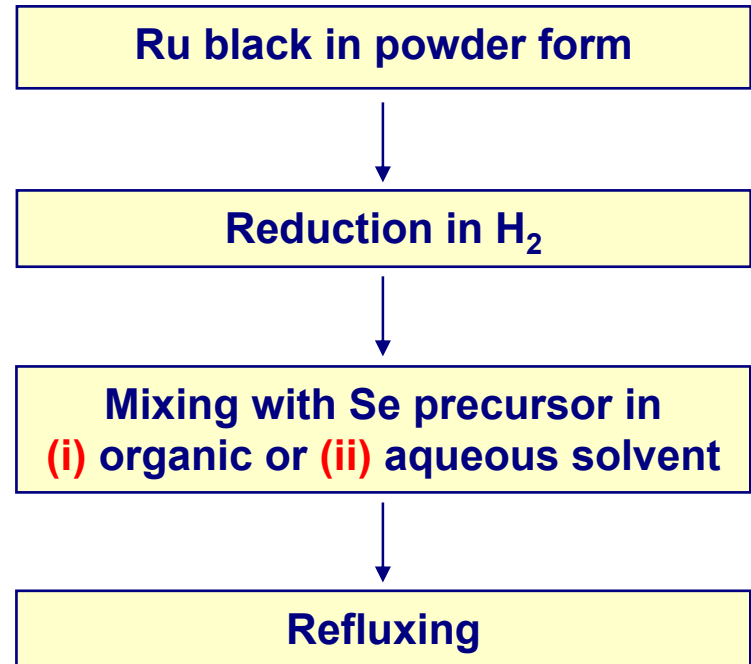 Ru black in powder form
Reduction in H₂
Mixing with Se precursor in
(i) organic or (ii) aqueous solvent
Refluxing